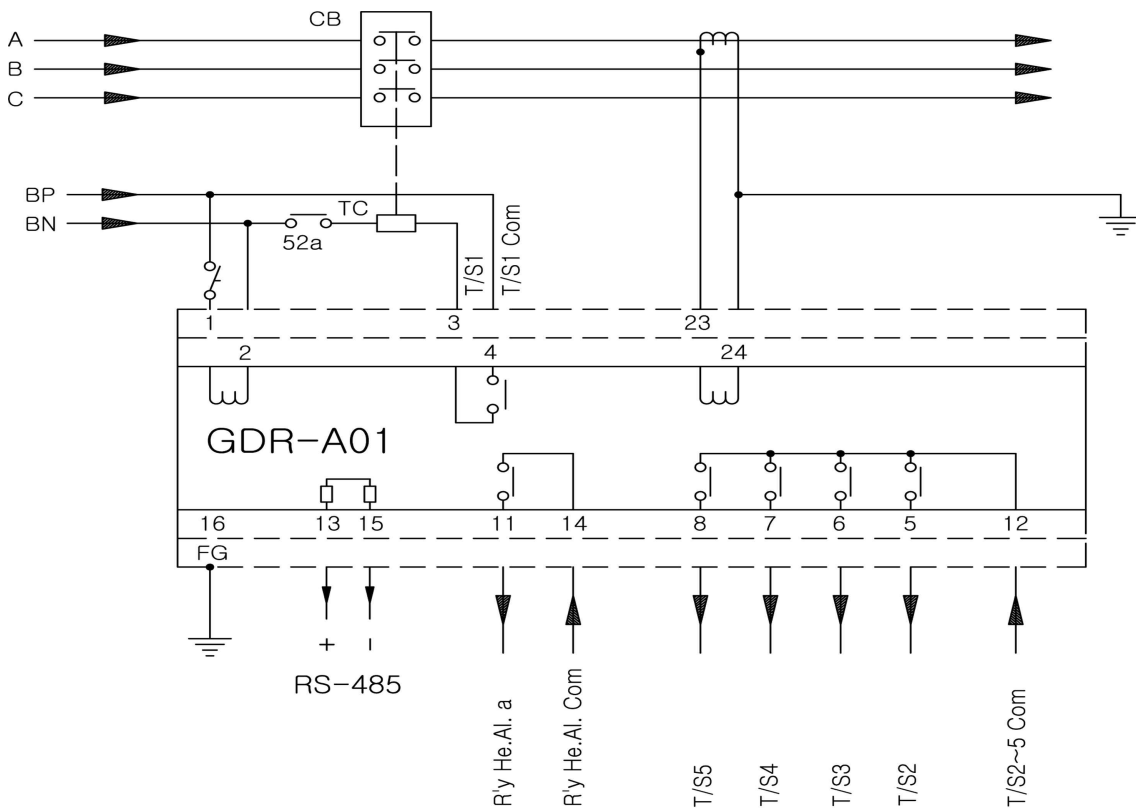 CB
A
B
C
BP
BN
TC
52a
T/S1
T/S1 Com
1
3
23
2
4
24
GDR-A01
16
13
15
11
14
8
7
6
5
12
FG
+
-
RS-485
R'y He.Al. a
R'y He.Al. Com
T/S5
T/S4
T/S3
T/S2
T/S2~5 Com